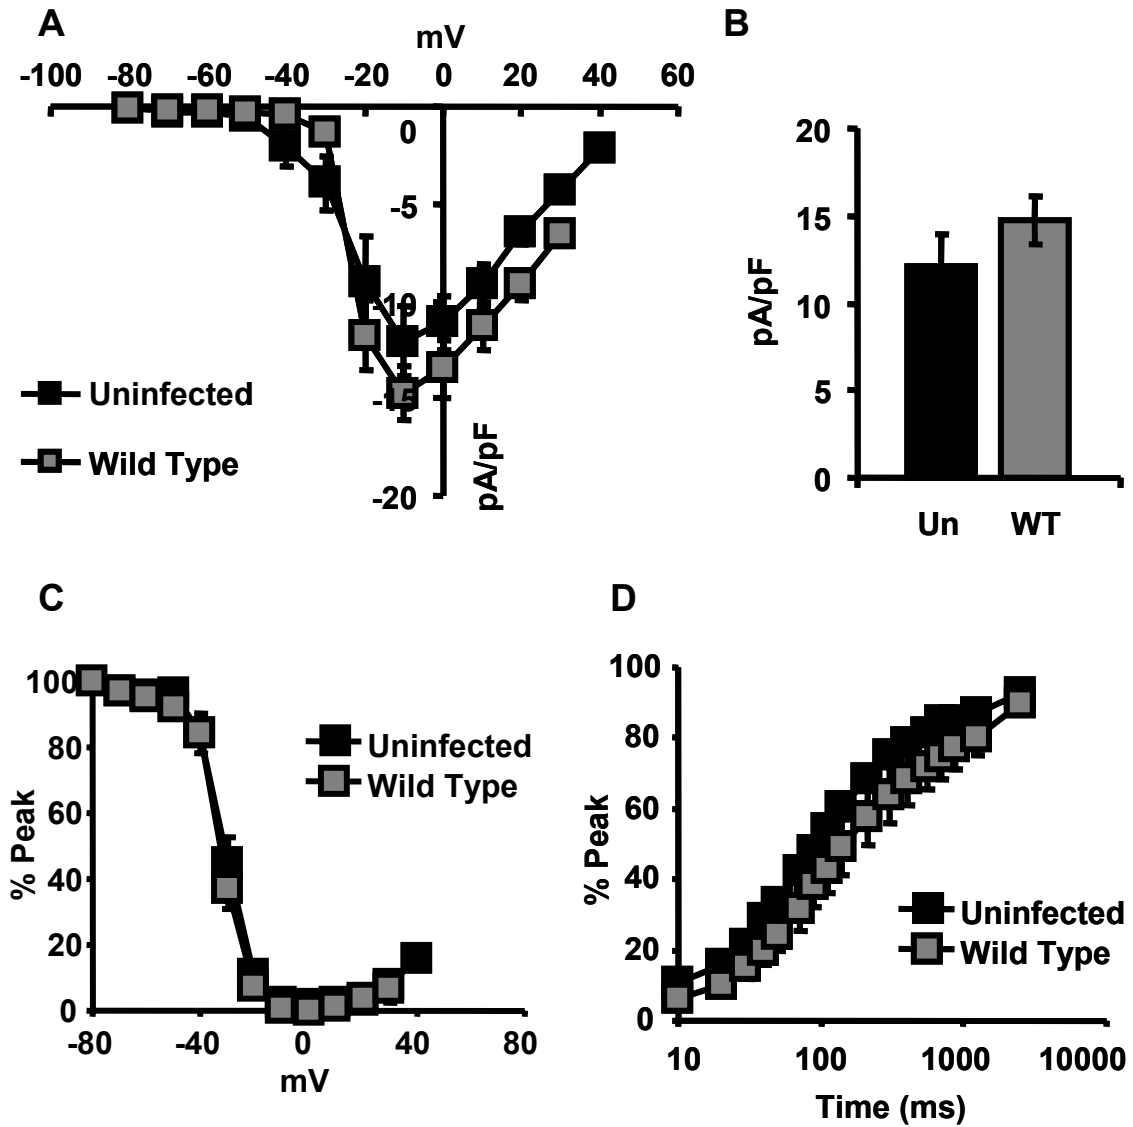 A
mV
-100 -80 -60 -40 -20 0 20 40 60
0
-5
-10
-15
-20
pA/pF
Uninfected
Wild Type
B
20
15
10
5
0
pA/pF
Un WT
C
100
80
60
40
20
0
% Peak
-80 -40 0 40 80
mV
Uninfected
Wild Type
D
100
80
60
40
20
0
% Peak
10 100 1000 10000
Time (ms)
Uninfected
Wild Type